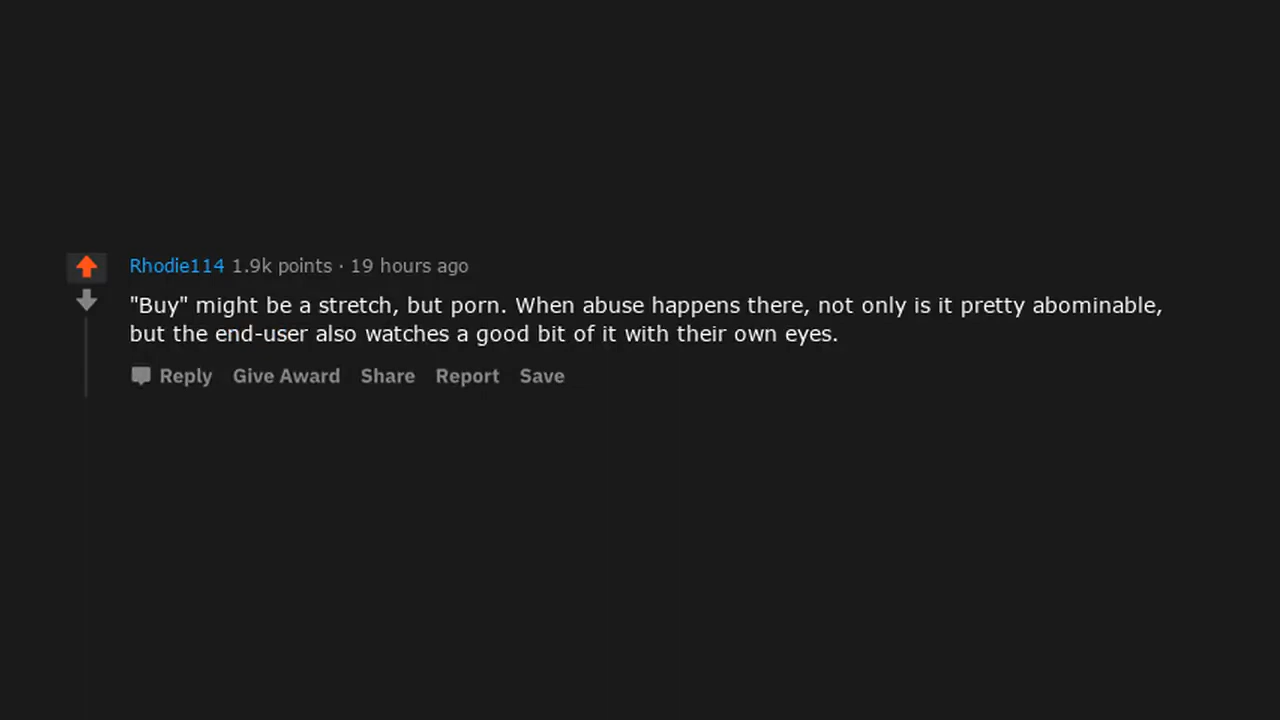 Rhodie114 1.9k points · 19 hours ago
"Buy" might be a stretch, but porn. When abuse happens there, not only is it pretty abominable,
but the end-user also watches a good bit of it with their own eyes.
Reply Give Award Share Report Save